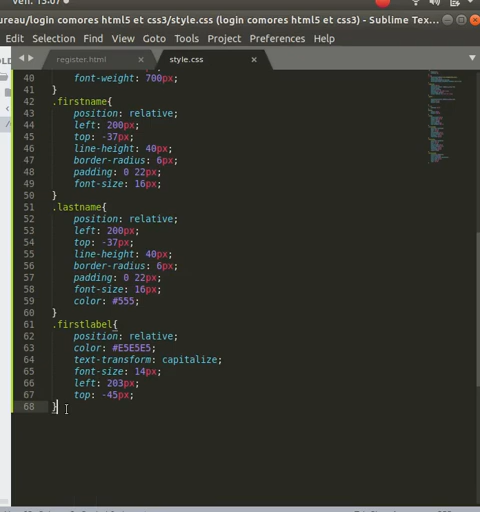 ven. 15:07
ureau/login comores html5 et css3/style.css (login comores html5 et css3) - Sublime Tex...
Edit Selection Find View Goto Tools Project Preferences Help
register.html × style.css ×
40 font-weight: 700px;
41 }
42 .firstname{
43 position: relative;
44 left: 200px;
45 top: -37px;
46 line-height: 40px;
47 border-radius: 6px;
48 padding: 0 22px;
49 font-size: 16px;
50 }
51 .lastname{
52 position: relative;
53 left: 200px;
54 top: -37px;
55 line-height: 40px;
56 border-radius: 6px;
57 padding: 0 22px;
58 font-size: 16px;
59 color: #555;
60 }
61 .firstlabel{
62 position: relative;
63 color: #E5E5E5;
64 text-transform: capitalize;
65 font-size: 14px;
66 left: 203px;
67 top: -45px;
68 }